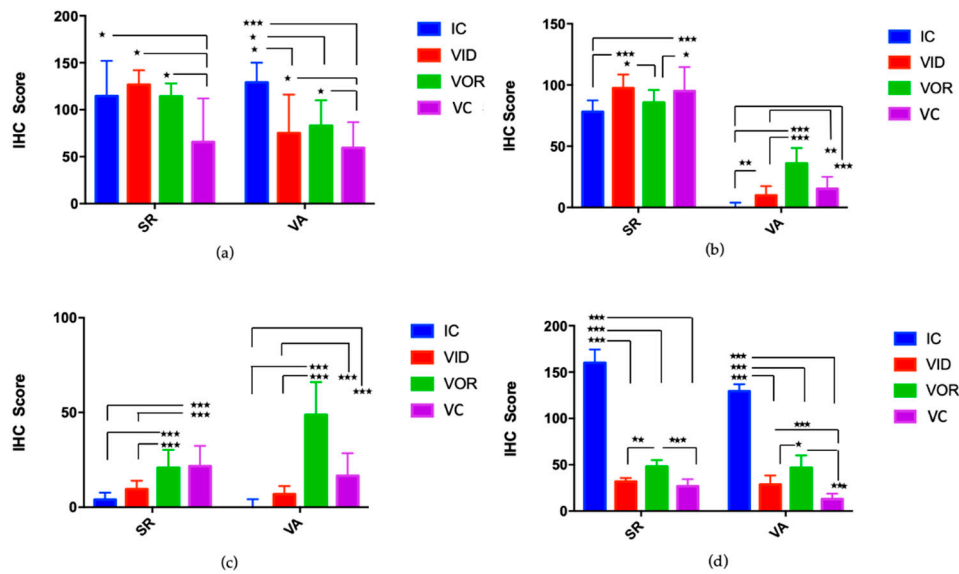 200
150
100
50
0
IHC Score
SR
VA
IC
VID
VOR
VC
(a)
150
100
50
0
IHC Score
SR
VA
IC
VID
VOR
VC
(b)
100
50
0
IHC Score
SR
VA
IC
VID
VOR
VC
(c)
200
150
100
50
0
IHC Score
SR
VA
IC
VID
VOR
VC
(d)